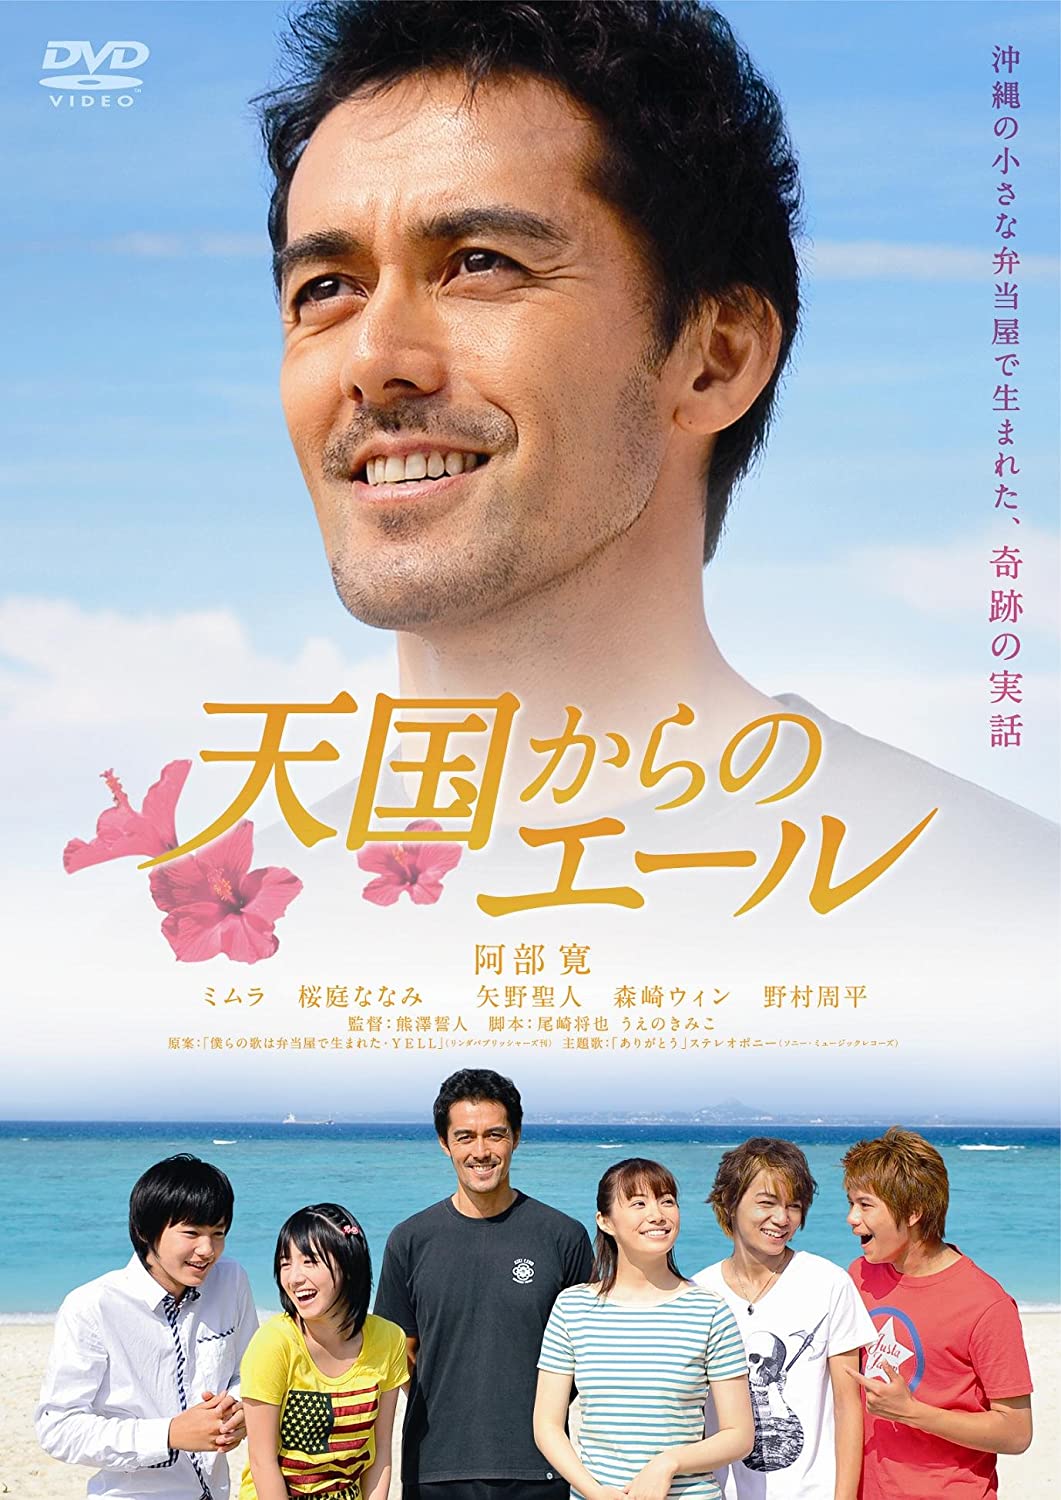 DVD
VIDEO
沖縄の小さな弁当屋で生まれた、奇跡の実話
天国からの
エール
阿部 寛
ミムラ 桜庭ななみ 矢野聖人 森崎ウィン 野村周平
監督：熊澤誓人 脚本：尾崎将也 うえのきみこ
原案：「僕らの歌は弁当屋で生まれた・YELL」（リンダパブリッシャーズ刊） 主題歌：「ありがとう」ステレオポニー（ソニー・ミュージックレコーズ）
Justa